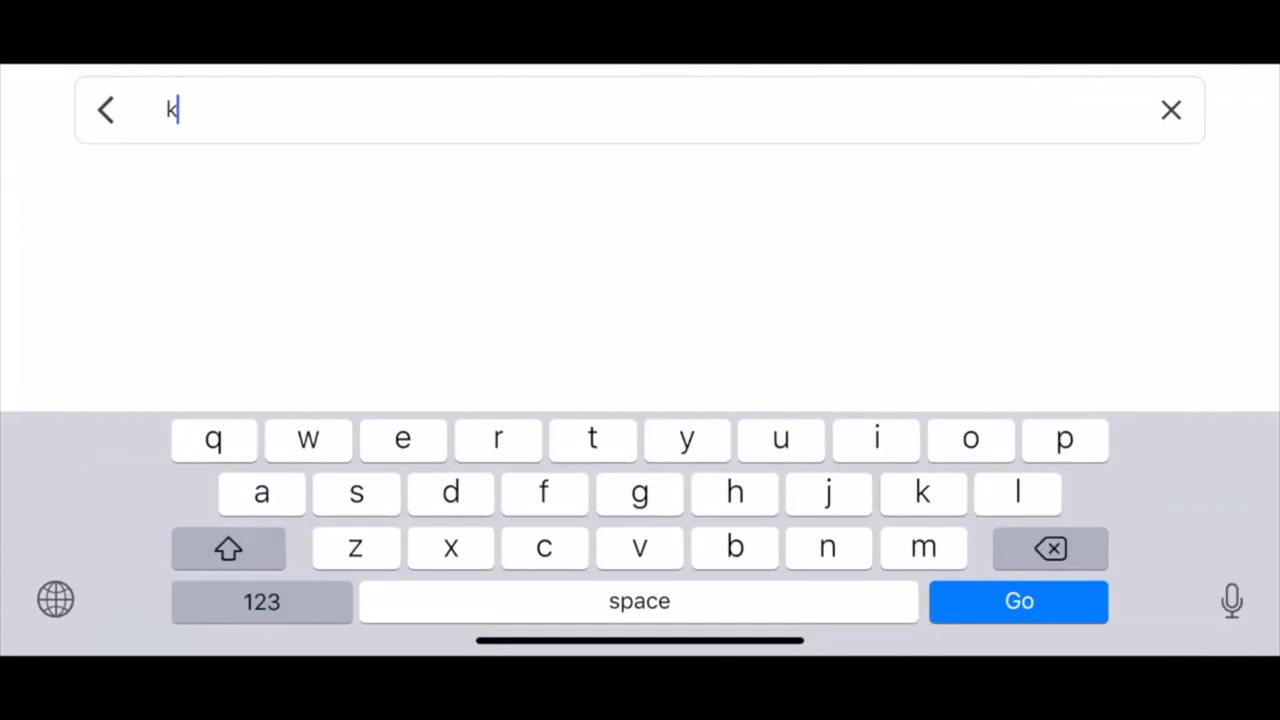 k
q w e r t y u i o p
a s d f g h j k l
z x c v b n m
123 space Go